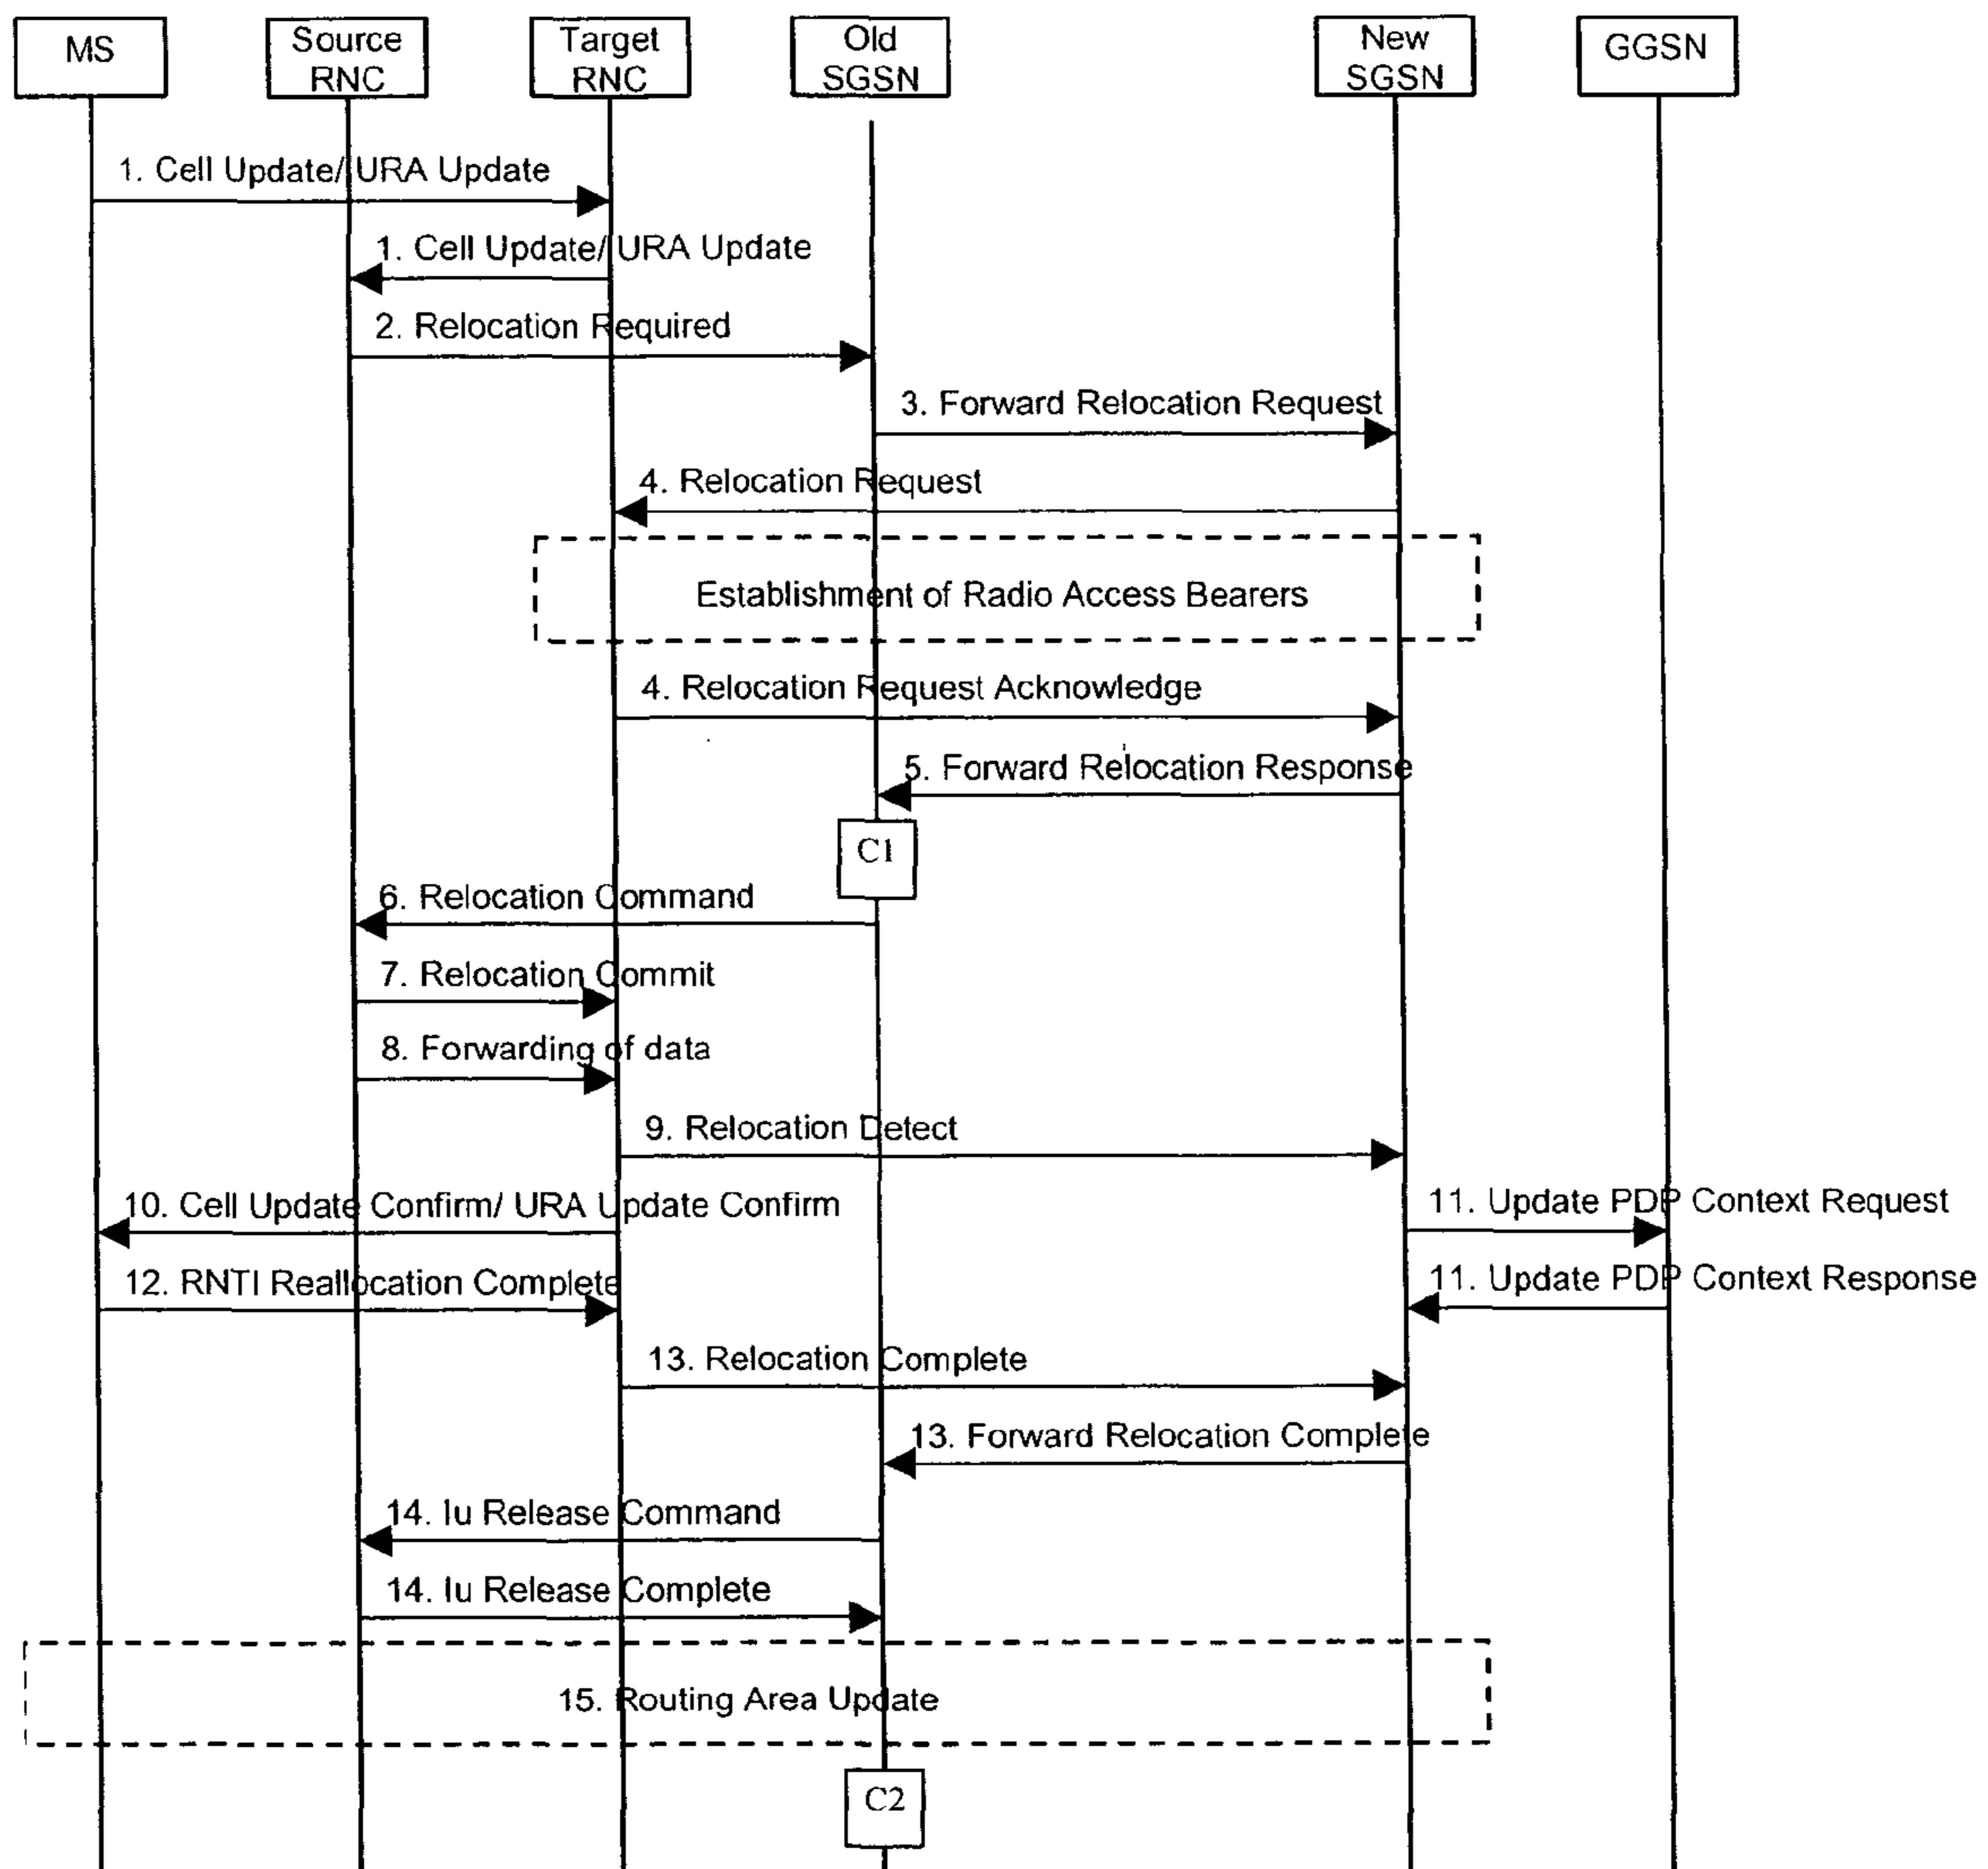 MS
Source
RNC
Target
RNC
Old
SGSN
New
SGSN
GGSN
1. Cell Update/ URA Update
1. Cell Update/ URA Update
2. Relocation Required
3. Forward Relocation Request
4. Relocation Request
Establishment of Radio Access Bearers
4. Relocation Request Acknowledge
5. Forward Relocation Response
C1
6. Relocation Command
7. Relocation Commit
8. Forwarding of data
9. Relocation Detect
10. Cell Update Confirm/ URA Update Confirm
11. Update PDP Context Request
12. RNTI Reallocation Complete
11. Update PDP Context Response
13. Relocation Complete
13. Forward Relocation Complete
14. Iu Release Command
14. Iu Release Complete
15. Routing Area Update
C2